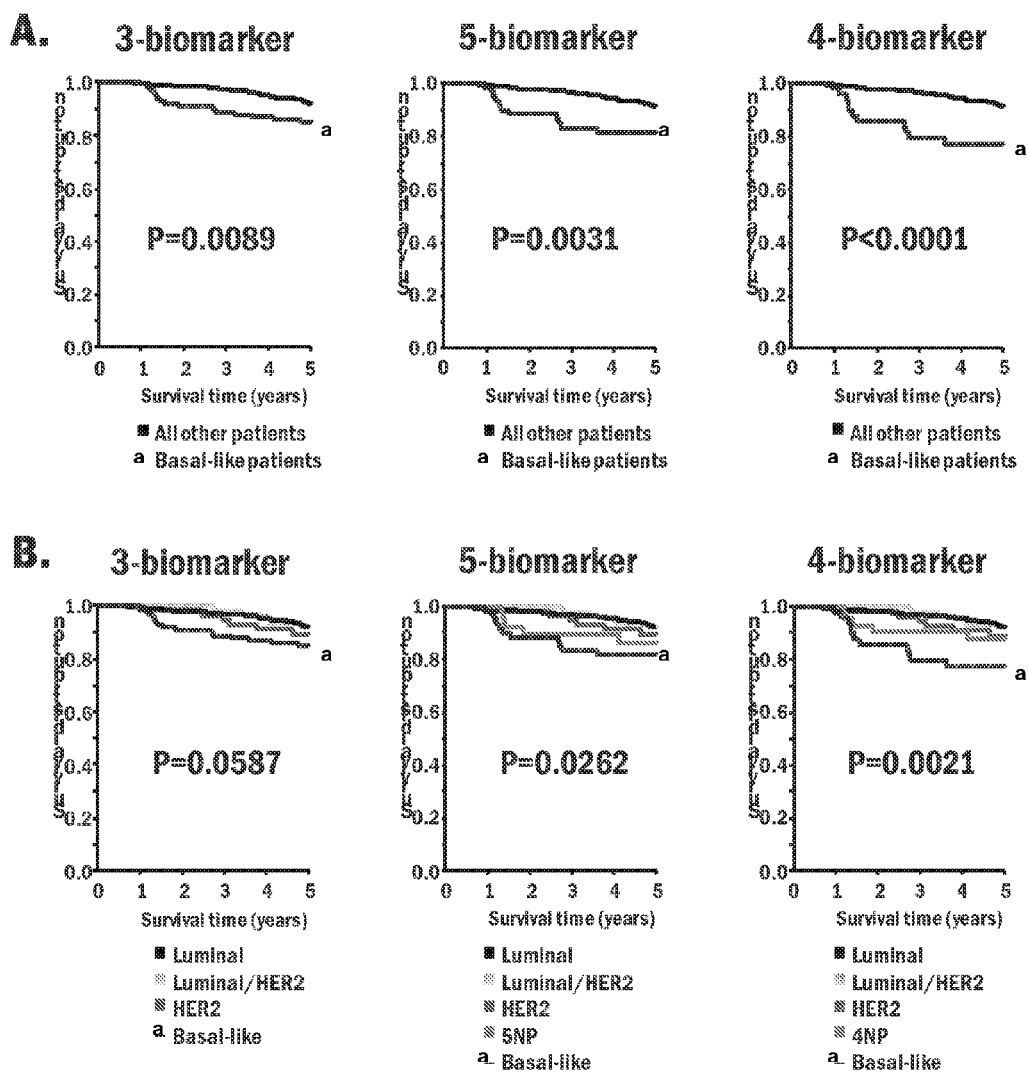 A.
3-biomarker 5-biomarker 4-biomarker
1.0 1.0 1.0
a a a
0.8 0.8 0.8
0.6 0.6 0.6
P=0.0089 P=0.0031 P<0.0001
0.4 0.4 0.4
0.2 0.2 0.2
0.0 0.0 0.0
0 1 2 3 4 5 0 1 2 3 4 5 0 1 2 3 4 5
Survival time (years) Survival time (years) Survival time (years)
All other patients All other patients All other patients
a Basal-like patients a Basal-like patients a Basal-like patients
B.
3-biomarker 5-biomarker 4-biomarker
1.0 1.0 1.0
a a a
0.8 0.8 0.8
0.6 0.6 0.6
P=0.0587 P=0.0262 P=0.0021
0.4 0.4 0.4
0.2 0.2 0.2
0.0 0.0 0.0
0 1 2 3 4 5 0 1 2 3 4 5 0 1 2 3 4 5
Survival time (years) Survival time (years) Survival time (years)
Luminal Luminal Luminal
Luminal/HER2 Luminal/HER2 Luminal/HER2
HER2 HER2 HER2
a Basal-like 5NP 4NP
a Basal-like a Basal-like